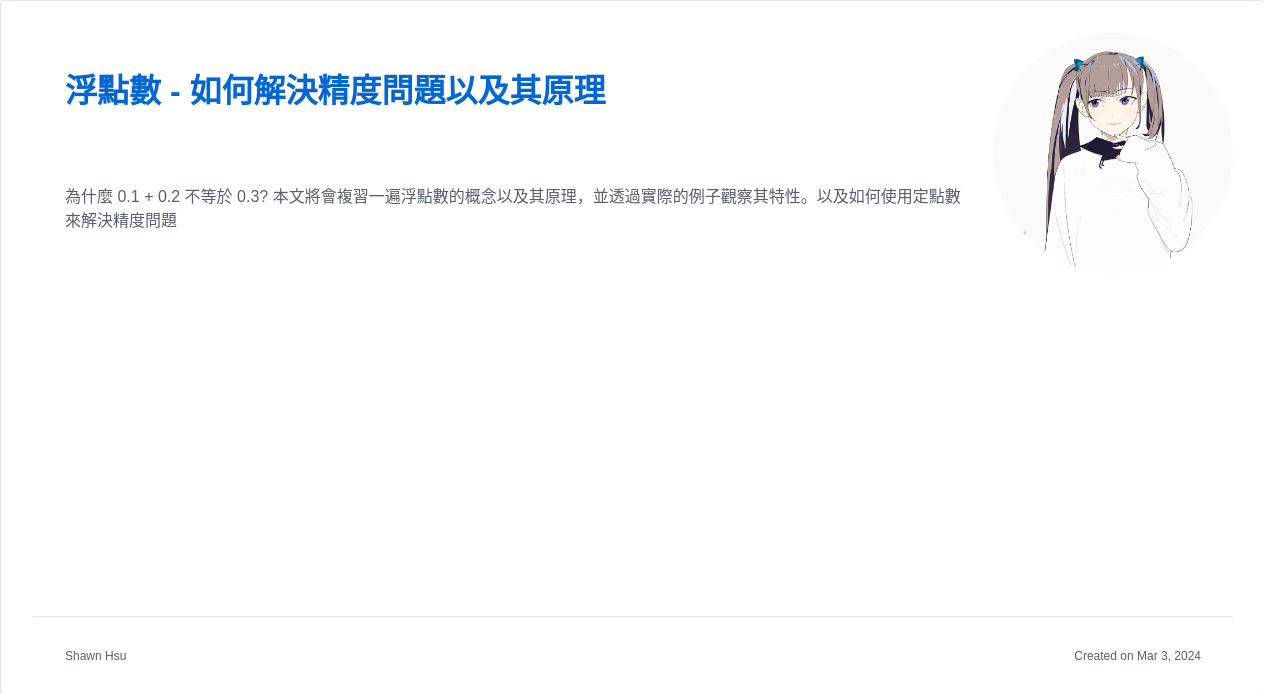 浮點數 - 如何解決精度問題以及其原理
為什麼 0.1 + 0.2 不等於 0.3? 本文將會複習一遍浮點數的概念以及其原理，並透過實際的例子觀察其特性。以及如何使用定點數
來解決精度問題
Shawn Hsu
Created on Mar 3, 2024